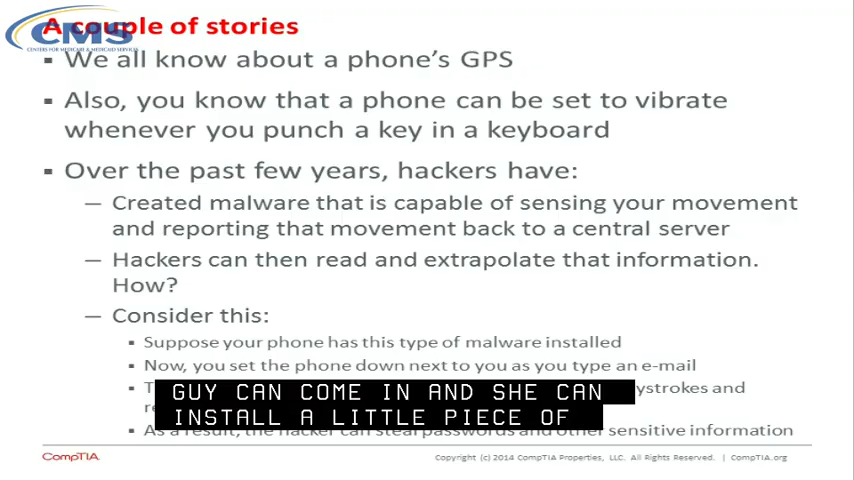 A couple of stories
CMS
CENTERS FOR MEDICARE & MEDICAID SERVICES
We all know about a phone's GPS
Also, you know that a phone can be set to vibrate
whenever you punch a key in a keyboard
Over the past few years, hackers have:
— Created malware that is capable of sensing your movement
and reporting that movement back to a central server
— Hackers can then read and extrapolate that information.
How?
— Consider this:
Suppose your phone has this type of malware installed
Now, you set the phone down next to you as you type an e-mail
keystrokes and
GUY CAN COME IN AND SHE CAN
INSTALL A LITTLE PIECE OF
As a result, the hacker can steal passwords and other sensitive information
CompTIA
Copyright (c) 2014 CompTIA Properties, LLC. All Rights Reserved. | CompTIA.org